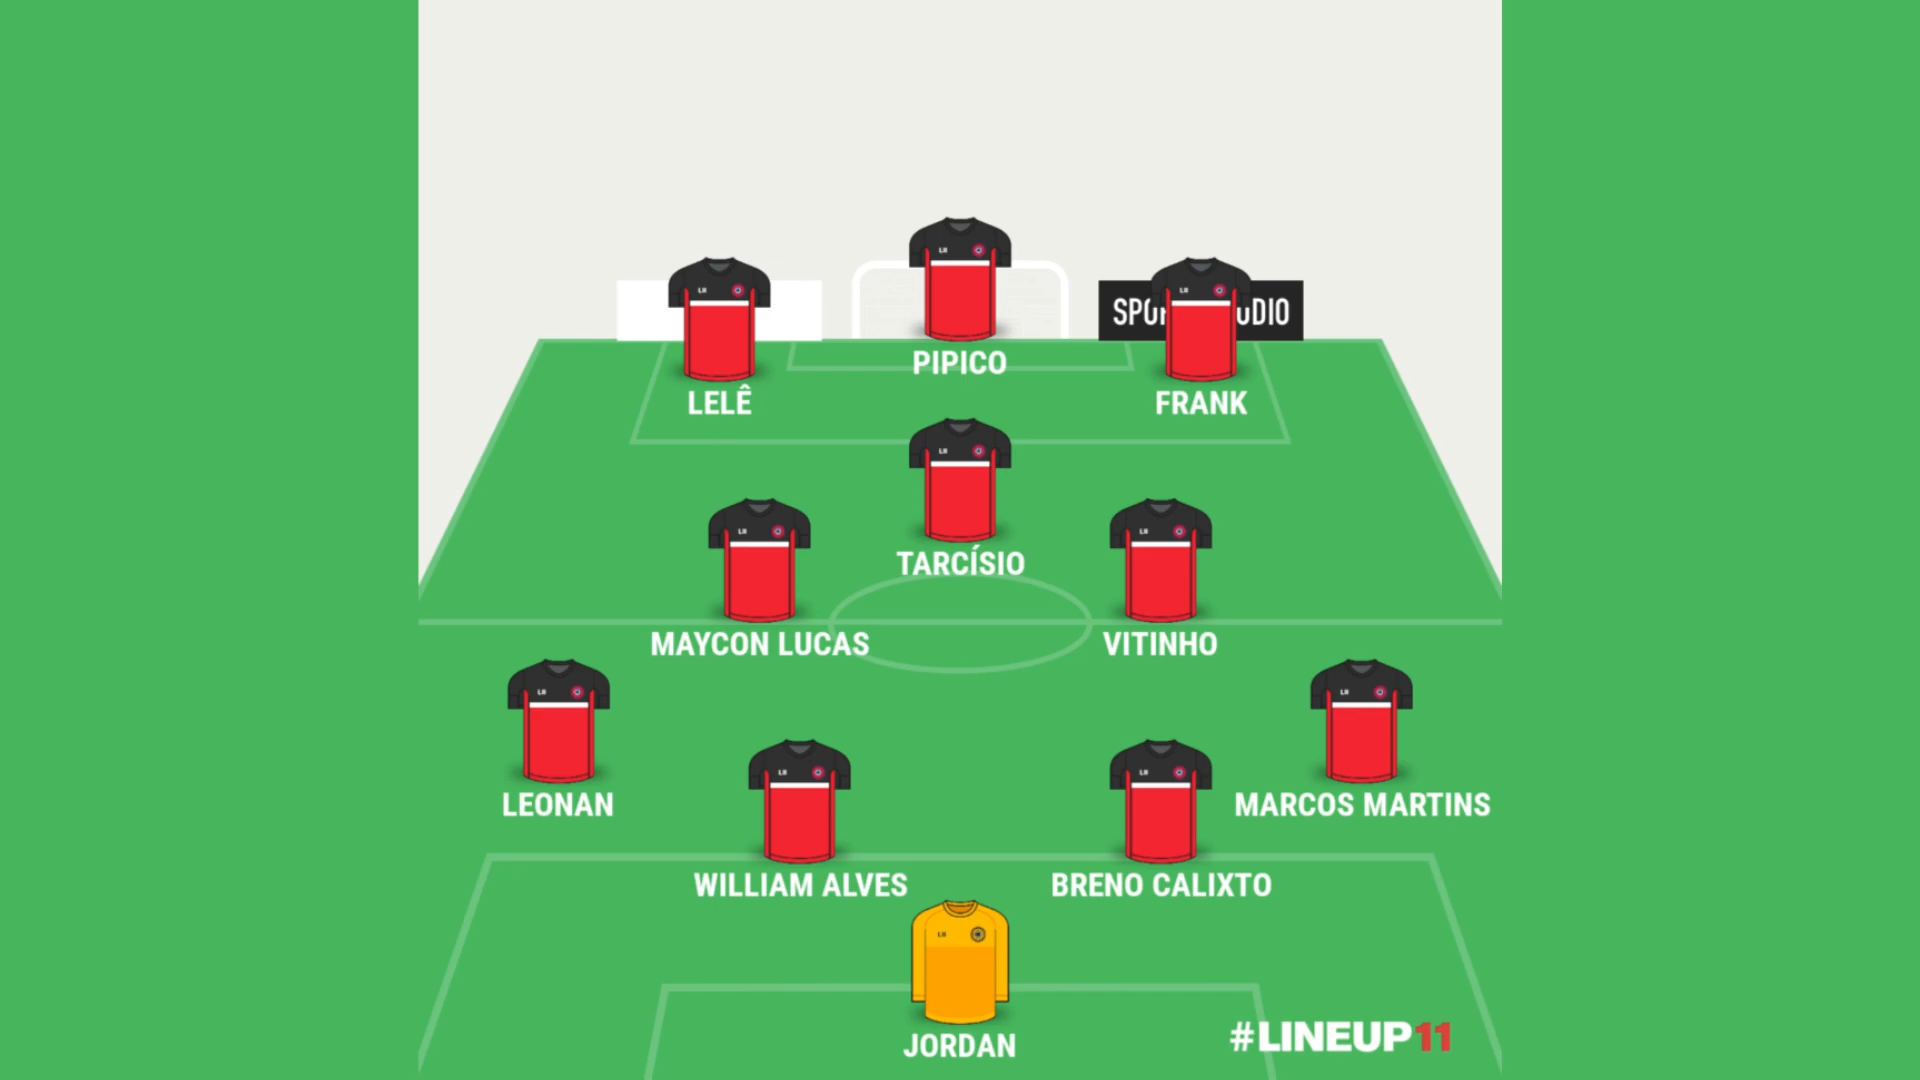 PIPICO
LELÊ
FRANK
TARCÍSIO
MAYCON LUCAS
VITINHO
LEONAN
MARCOS MARTINS
WILLIAM ALVES
BRENO CALIXTO
JORDAN
#LINEUP11